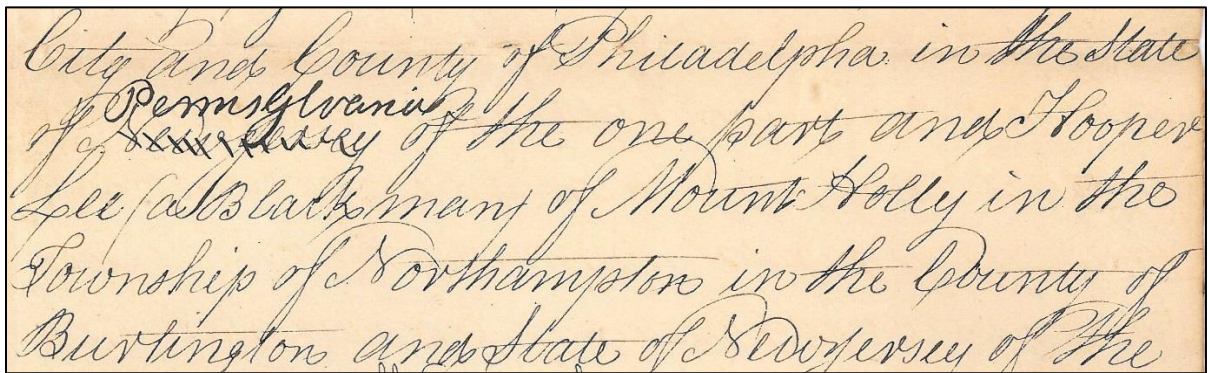 City and County of Philadelphia in the State
Pennsylvania
of New Jersey of the one part and Hooper
Lee (a Black man) of Mount Holly in the
Township of Northampton in the County of
Burlington and State of New Jersey of the